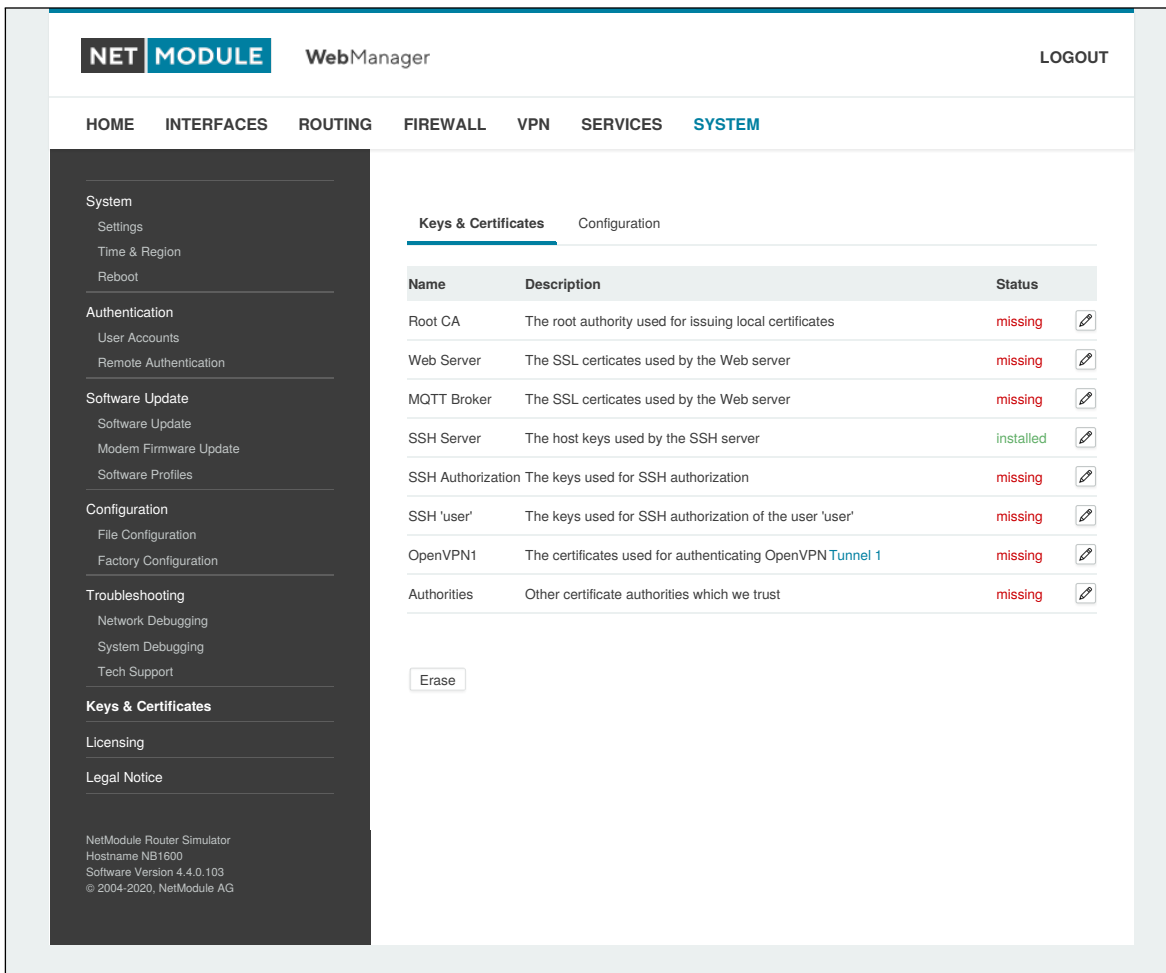 NET MODULE WebManager LOGOUT
HOME INTERFACES ROUTING FIREWALL VPN SERVICES SYSTEM
System
Settings
Time & Region
Reboot
Authentication
User Accounts
Remote Authentication
Software Update
Software Update
Modem Firmware Update
Software Profiles
Configuration
File Configuration
Factory Configuration
Troubleshooting
Network Debugging
System Debugging
Tech Support
Keys & Certificates
Licensing
Legal Notice
NetModule Router Simulator
Hostname NB1600
Software Version 4.4.0.103
© 2004-2020, NetModule AG
Keys & Certificates Configuration
Name Description Status
Root CA The root authority used for issuing local certificates missing
Web Server The SSL certicates used by the Web server missing
MQTT Broker The SSL certicates used by the Web server missing
SSH Server The host keys used by the SSH server installed
SSH Authorization The keys used for SSH authorization missing
SSH 'user' The keys used for SSH authorization of the user 'user' missing
OpenVPN1 The certificates used for authenticating OpenVPN Tunnel 1 missing
Authorities Other certificate authorities which we trust missing
Erase